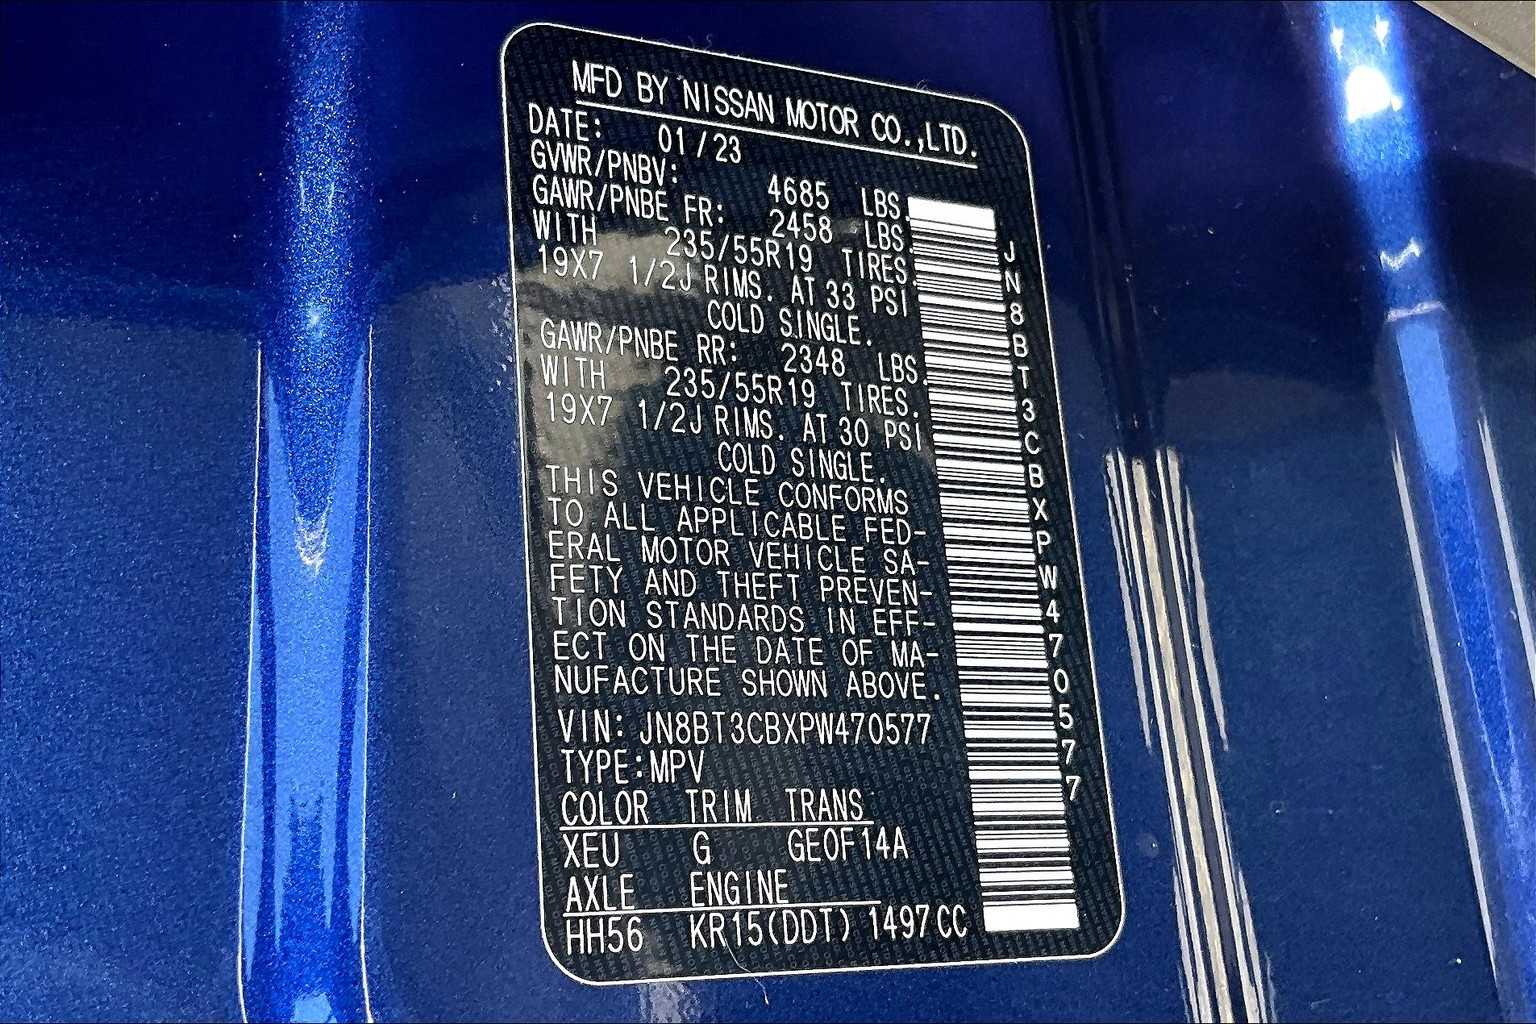 MFD BY NISSAN MOTOR CO.,LTD.
DATE: 01/23
GVWR/PNBV: 4685 LBS.
GAWR/PNBE FR: 2458 LBS.
WITH 235/55R19 TIRES.
19X7 1/2J RIMS. AT 33 PSI
COLD SINGLE.
GAWR/PNBE RR: 2348 LBS.
WITH 235/55R19 TIRES.
19X7 1/2J RIMS. AT 30 PSI
COLD SINGLE.
THIS VEHICLE CONFORMS
TO ALL APPLICABLE FED-
ERAL MOTOR VEHICLE SA-
FETY AND THEFT PREVEN-
TION STANDARDS IN EFF-
ECT ON THE DATE OF MA-
NUFACTURE SHOWN ABOVE.
VIN: JN8BT3CBXPW470577
TYPE:MPV
COLOR TRIM TRANS
XEU G GEOF14A
AXLE ENGINE
HH56 KR15(DDT) 1497CC
JN8BT3CBXPW470577